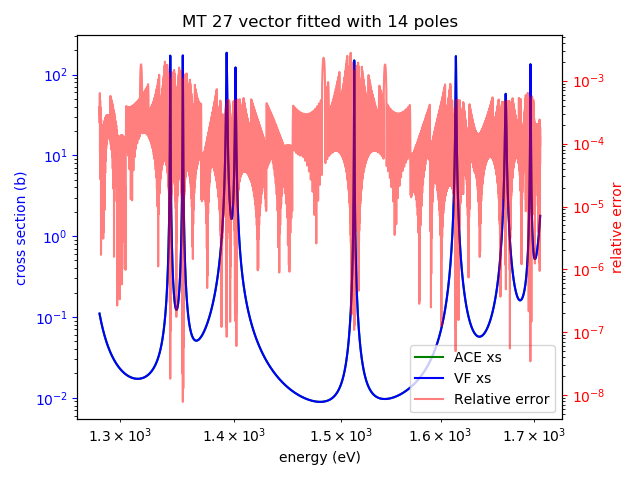 MT 27 vector fitted with 14 poles
10²
10¹
10⁰
10⁻¹
10⁻²
cross section (b)
10⁻³
10⁻⁴
10⁻⁵
10⁻⁶
10⁻⁷
10⁻⁸
relative error
ACE xs
VF xs
Relative error
1.3 × 10³ 1.4 × 10³ 1.5 × 10³ 1.6 × 10³ 1.7 × 10³
energy (eV)